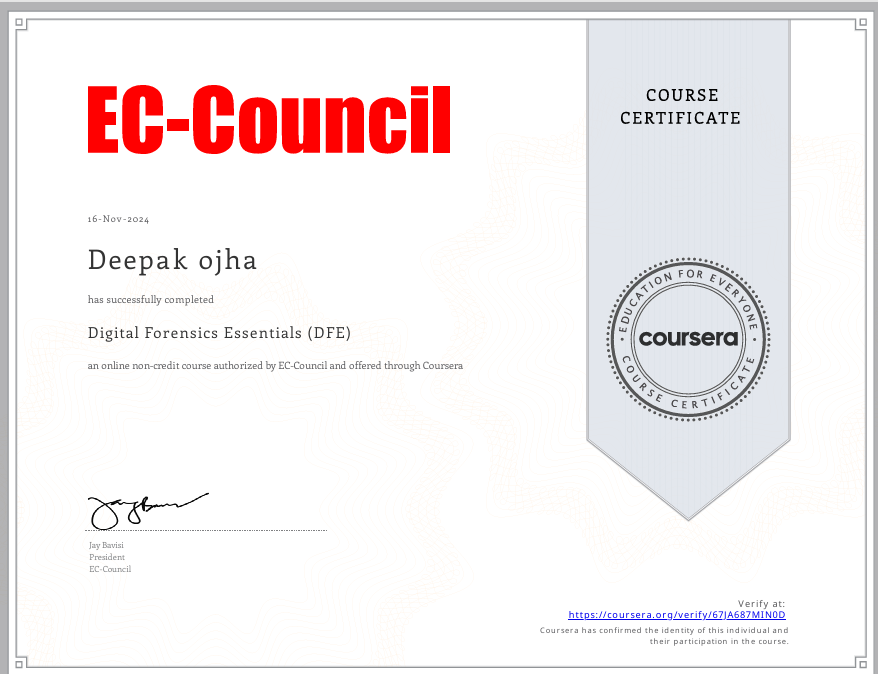 EC-Council
COURSE
CERTIFICATE
16-Nov-2024
Deepak ojha
has successfully completed
Digital Forensics Essentials (DFE)
an online non-credit course authorized by EC-Council and offered through Coursera
EDUCATION FOR EVERYONE
coursera
COURSE CERTIFICATE
Jay Bavisi
President
EC-Council
Verify at:
https://coursera.org/verify/67JA687MIN0D
Coursera has confirmed the identity of this individual and
their participation in the course.